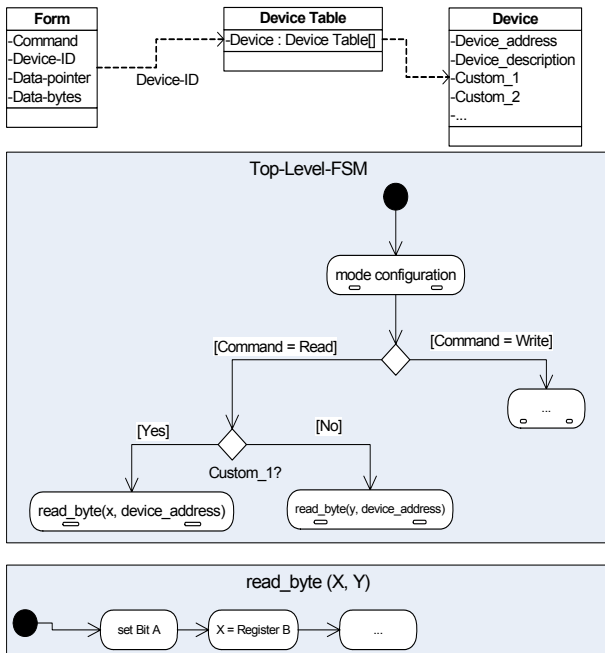 Form
-Command
-Device-ID
-Data-pointer
-Data-bytes
Device-ID
Device Table
-Device : Device Table[]
Device
-Device_address
-Device_description
-Custom_1
-Custom_2
-...
Top-Level-FSM
mode configuration
[Command = Read]
[Command = Write]
...
[Yes]
[No]
Custom_1?
read_byte(x, device_address)
read_byte(y, device_address)
read_byte (X, Y)
set Bit A
X = Register B
...